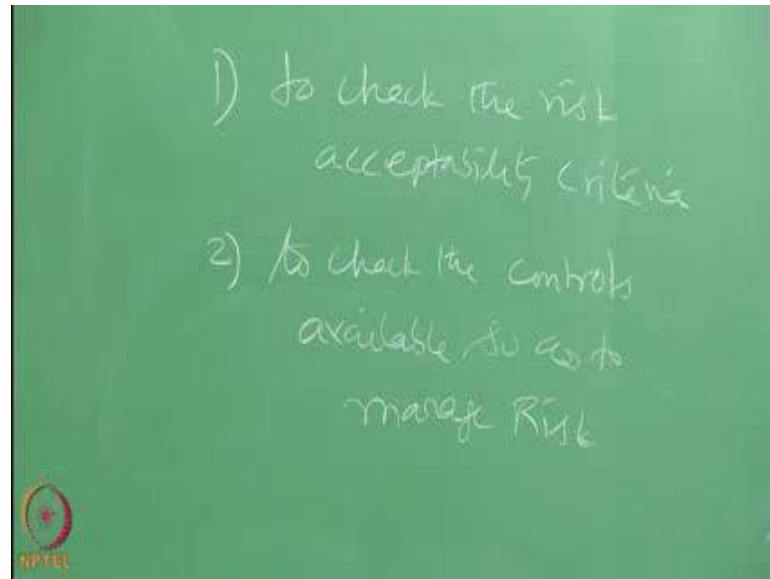 1) to check the risk
acceptability criteria
2) to check the controls
available so as to
manage Risk
NPTEL